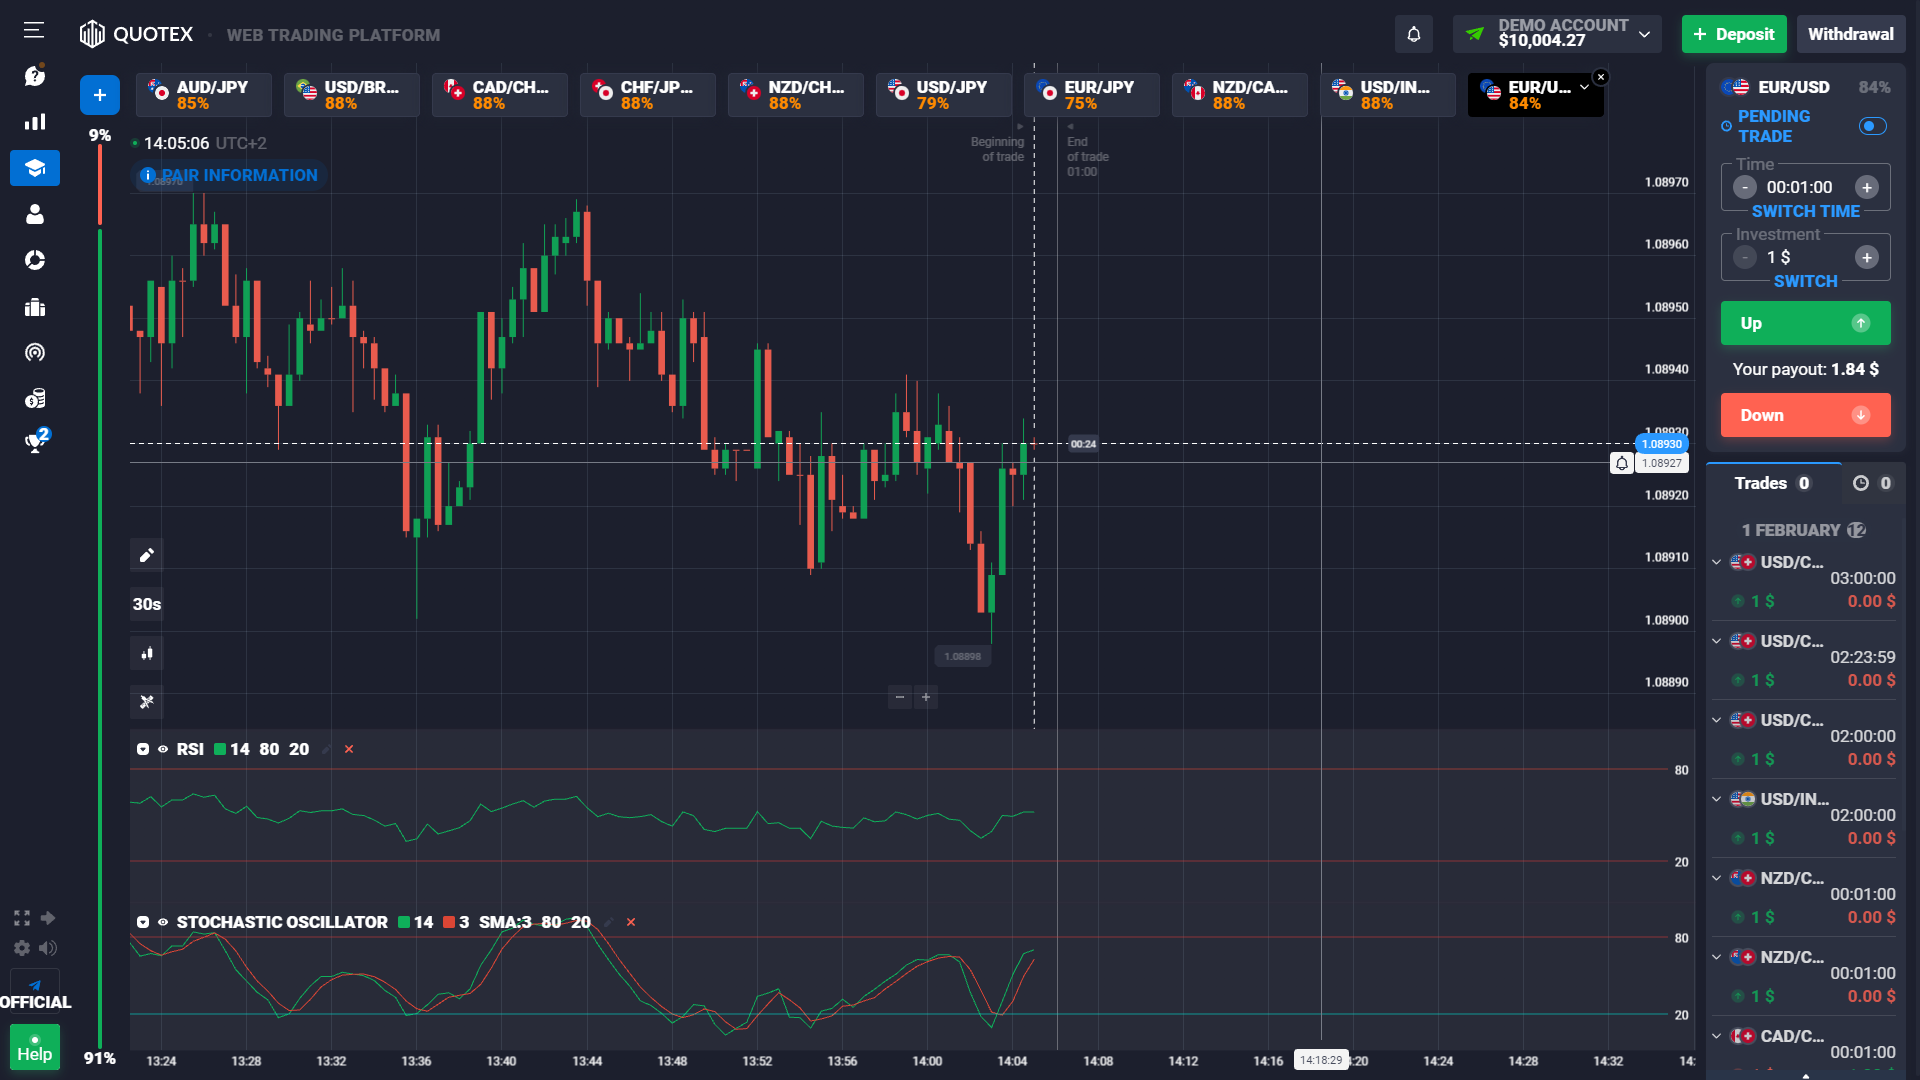 QUOTEX
WEB TRADING PLATFORM
DEMO ACCOUNT
$10,004.27
+ Deposit
Withdrawal
AUD/JPY
85%
USD/BR...
88%
CAD/CH...
88%
CHF/JP...
88%
NZD/CH...
88%
USD/JPY
79%
EUR/JPY
75%
NZD/CA...
88%
USD/IN...
88%
EUR/U...
84%
9%
14:05:06 UTC+2
PAIR INFORMATION
1.08970
Beginning
of trade
End
of trade
01:00
1.08970
1.08960
1.08950
1.08940
1.08930
1.08930
1.08927
1.08920
1.08910
1.08900
1.08890
00:24
30s
1.08898
RSI 14 80 20
80
20
STOCHASTIC OSCILLATOR 14 3 SMA:3 80 20
80
20
13:24 13:28 13:32 13:36 13:40 13:44 13:48 13:52 13:56 14:00 14:04 14:08 14:12 14:16 14:18:29 :20 14:24 14:28 14:32 14:
2
OFFICIAL
Help
91%
EUR/USD 84%
PENDING
TRADE
Time
- 00:01:00 +
SWITCH TIME
Investment
- 1 $ +
SWITCH
Up
Your payout: 1.84 $
Down
Trades 0 0
1 FEBRUARY 12
USD/C...
03:00:00
1 $ 0.00 $
USD/C...
02:23:59
1 $ 0.00 $
USD/C...
02:00:00
1 $ 0.00 $
USD/IN...
02:00:00
1 $ 0.00 $
NZD/C...
00:01:00
1 $ 0.00 $
NZD/C...
00:01:00
1 $ 0.00 $
CAD/C...
00:01:00